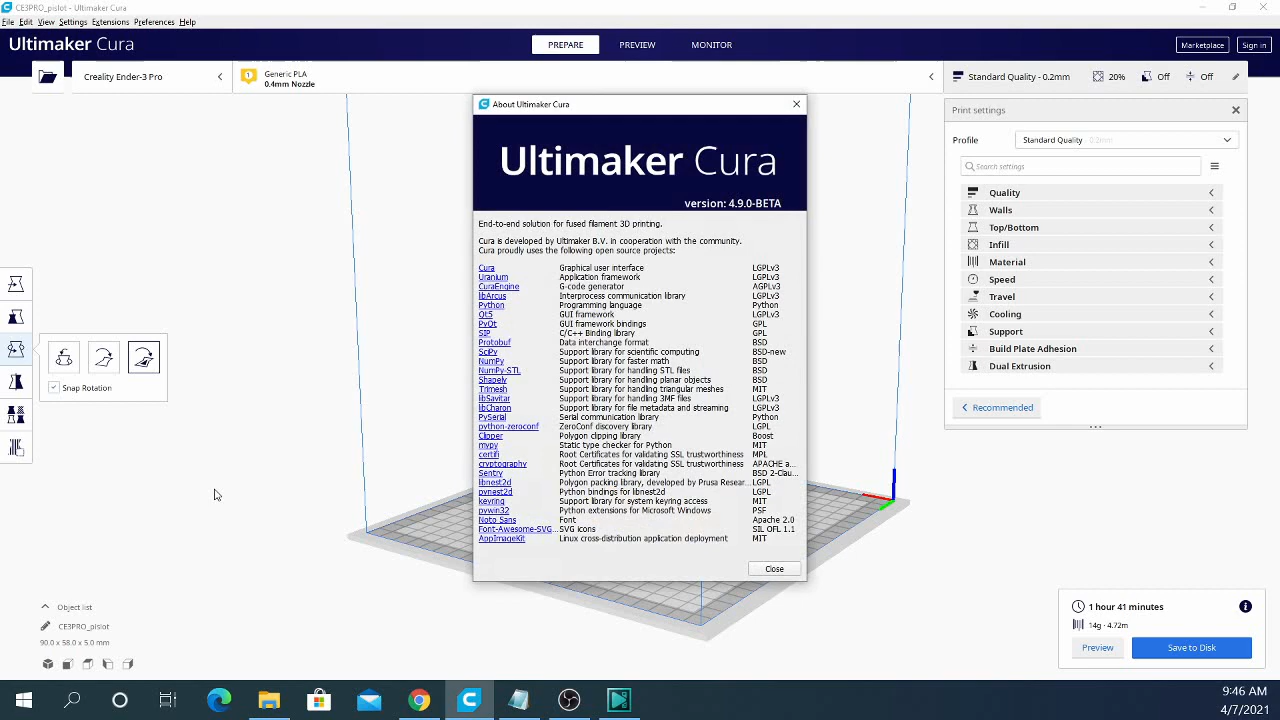 CE3PRO_pislot - Ultimaker Cura
File Edit View Settings Extensions Preferences Help
Ultimaker Cura
PREPARE
PREVIEW
MONITOR
Marketplace
Sign in
Creality Ender-3 Pro
1
Generic PLA
0.4mm Nozzle
Standard Quality - 0.2mm
20%
Off
Off
Print settings
Profile
Standard Quality - 0.2mm
Search settings
Quality
Walls
Top/Bottom
Infill
Material
Speed
Travel
Cooling
Support
Build Plate Adhesion
Dual Extrusion
Recommended
About Ultimaker Cura
Ultimaker Cura
version: 4.9.0-BETA
End-to-end solution for fused filament 3D printing.
Cura is developed by Ultimaker B.V. in cooperation with the community.
Cura proudly uses the following open source projects:
Cura Graphical user interface LGPLv3
Uranium Application framework LGPLv3
CuraEngine G-code generator AGPLv3
libArcus Interprocess communication library LGPLv3
Python Programming language Python
Qt5 GUI framework LGPLv3
PyQt GUI framework bindings GPL
SIP C/C++ Binding library GPL
Protobuf Data interchange format BSD
SciPy Support library for scientific computing BSD-new
NumPy Support library for faster math BSD
NumPy-STL Support library for handling STL files BSD
Shapely Support library for handling planar objects BSD
Trimesh Support library for handling triangular meshes MIT
libSavitar Support library for handling 3MF files LGPLv3
libCharon Support library for file metadata and streaming LGPLv3
PySerial Serial communication library Python
python-zeroconf ZeroConf discovery library LGPL
Clipper Polygon clipping library Boost
mypy Static type checker for Python MIT
certifi Root Certificates for validating SSL trustworthiness MPL
cryptography Root Certificates for validating SSL trustworthiness APACHE a...
Sentry Python Error tracking library BSD 2-Clau...
libnest2d Polygon packing library, developed by Prusa Resear... LGPL
pynest2d Python bindings for libnest2d LGPL
keyring Support library for system keyring access MIT
pywin32 Python extensions for Microsoft Windows PSF
Noto Sans Font Apache 2.0
Font-Awesome-SVG... SVG icons SIL OFL 1.1
AppImageKit Linux cross-distribution application deployment MIT
Close
Snap Rotation
Object list
CE3PRO_pislot
90.0 x 58.0 x 5.0 mm
1 hour 41 minutes
14g · 4.72m
Preview
Save to Disk
9:46 AM
4/7/2021